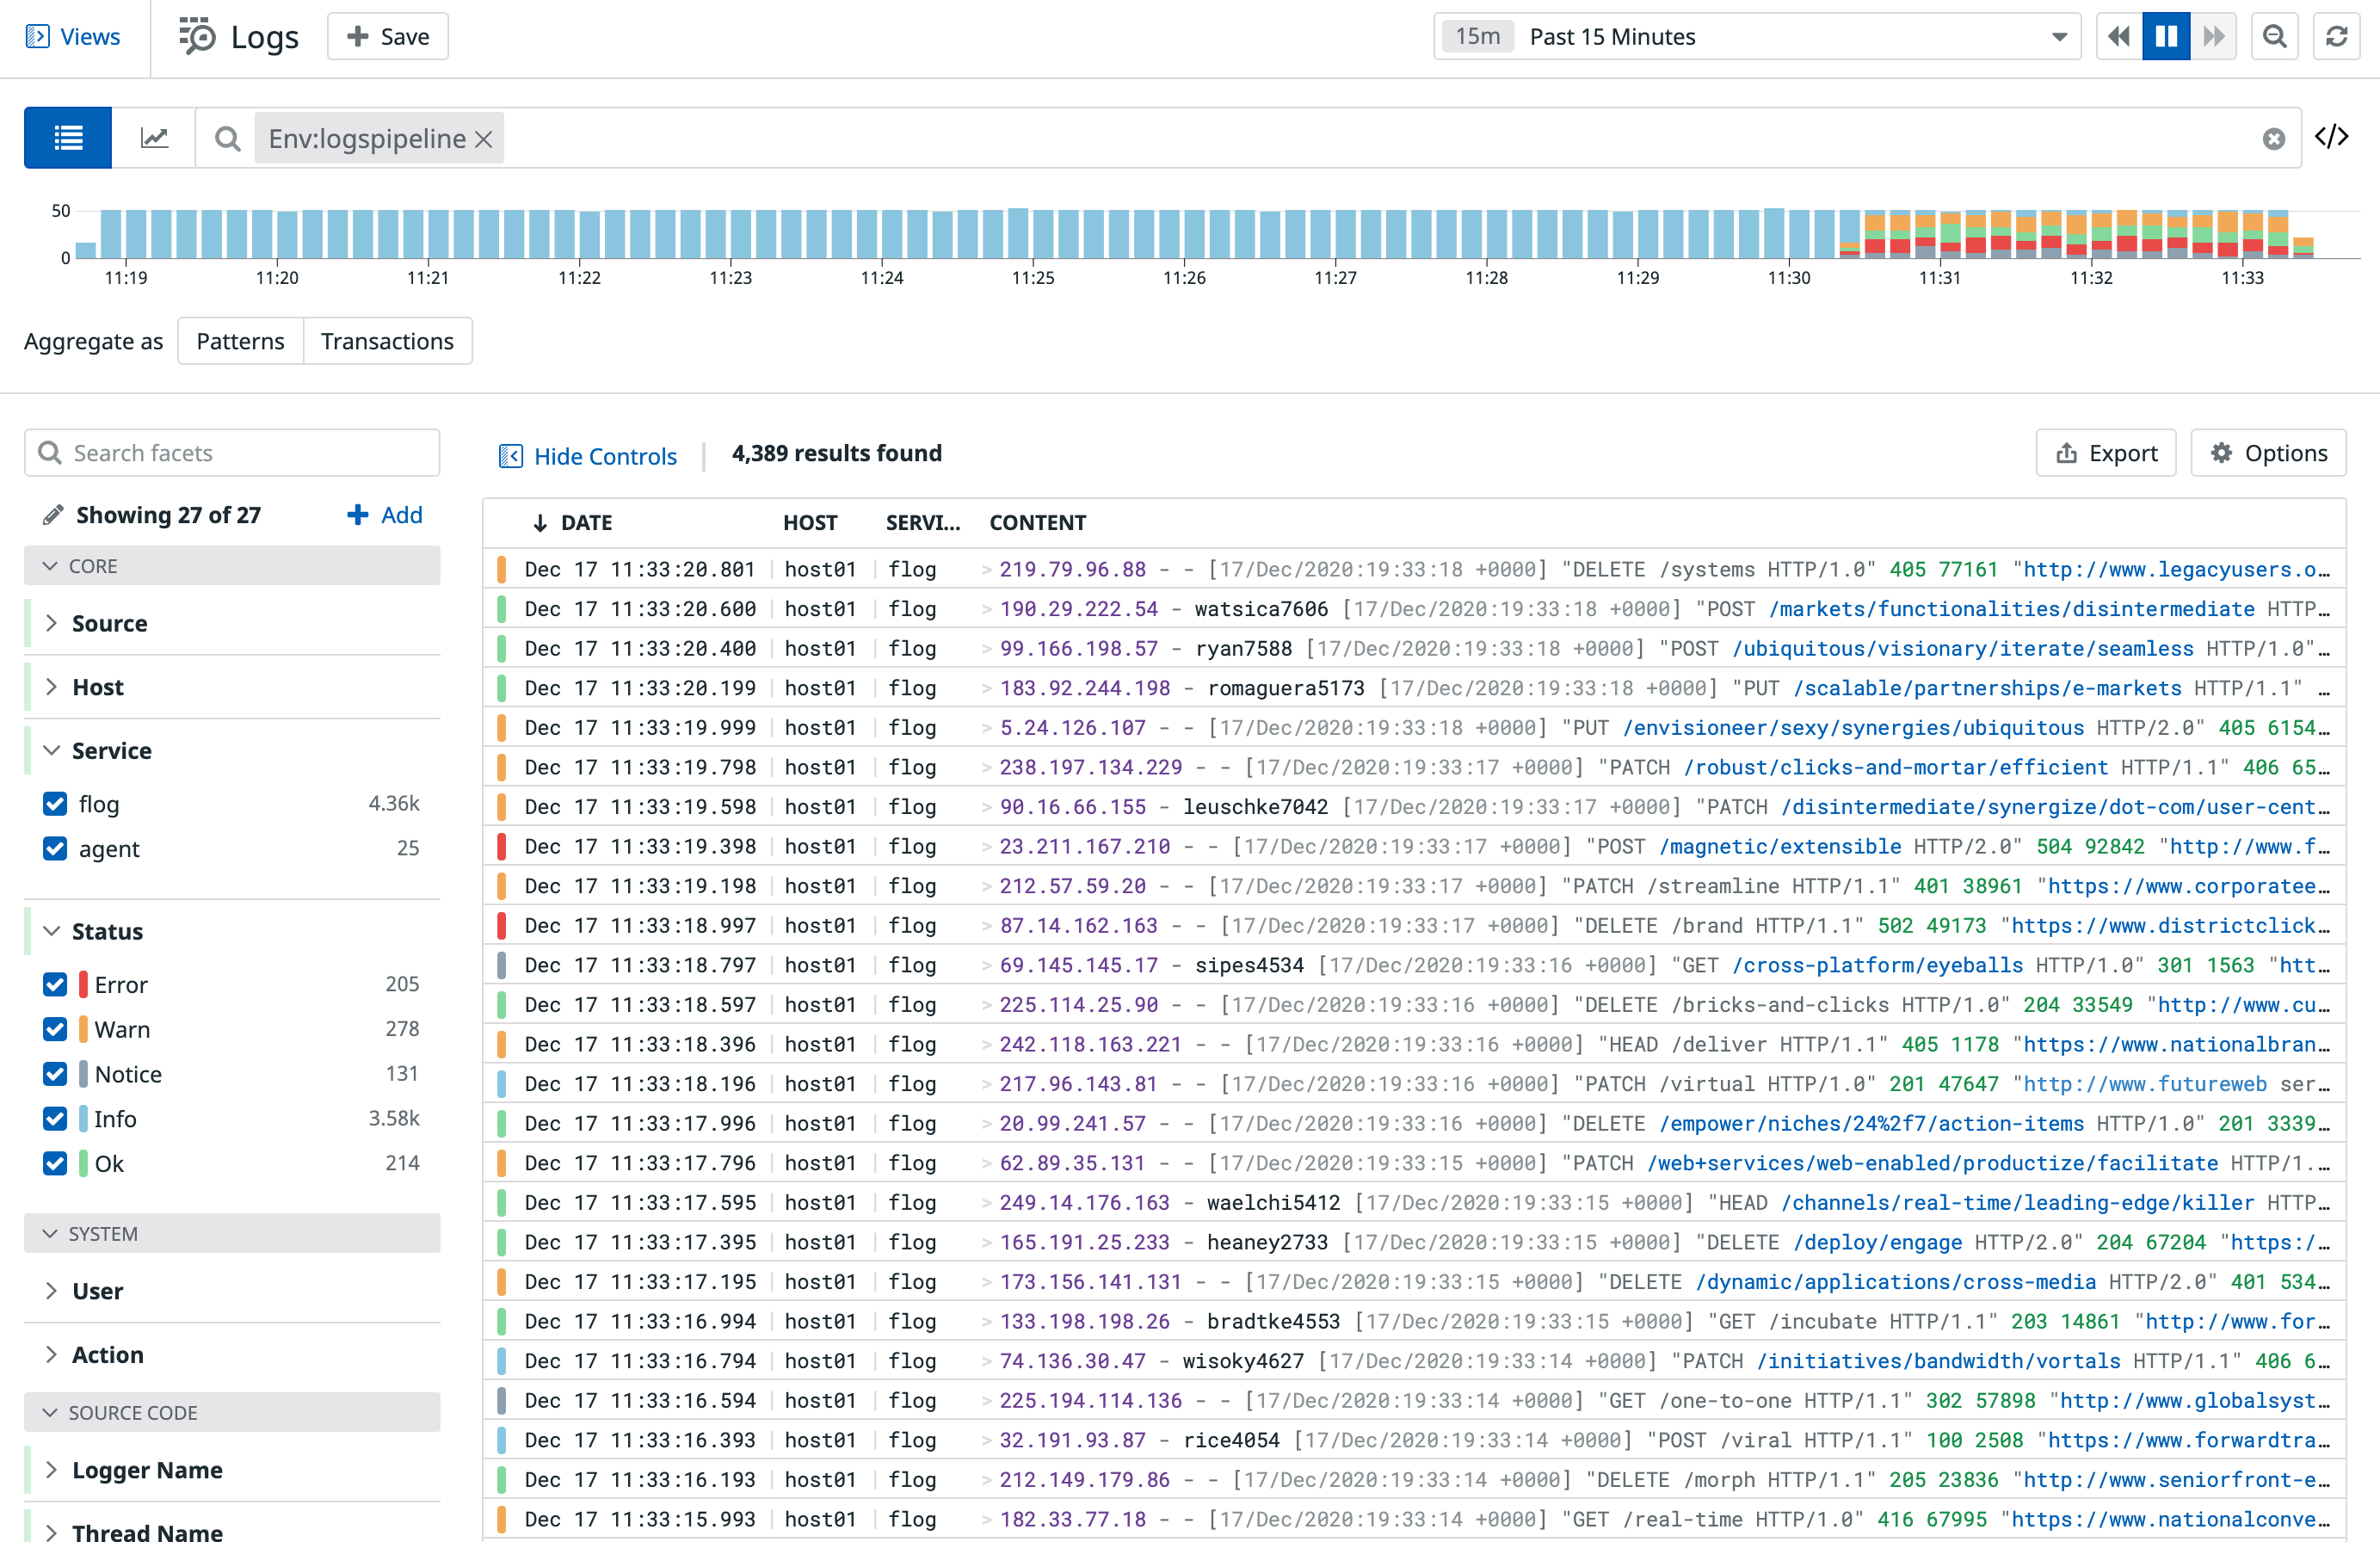 Views
Logs
Save
15m Past 15 Minutes
Env:logspipeline
50
0
11:19 11:20 11:21 11:22 11:23 11:24 11:25 11:26 11:27 11:28 11:29 11:30 11:31 11:32 11:33
Aggregate as Patterns Transactions
Search facets
Showing 27 of 27 Add
CORE
Source
Host
Service
flog 4.36k
agent 25
Status
Error 205
Warn 278
Notice 131
Info 3.58k
Ok 214
SYSTEM
User
Action
SOURCE CODE
Logger Name
Thread Name
Hide Controls 4,389 results found Export Options
DATE HOST SERVI... CONTENT
Dec 17 11:33:20.801 host01 flog > 219.79.96.88 - - [17/Dec/2020:19:33:18 +0000] "DELETE /systems HTTP/1.0" 405 77161 "http://www.legacyusers.o…
Dec 17 11:33:20.600 host01 flog > 190.29.222.54 - watsica7606 [17/Dec/2020:19:33:18 +0000] "POST /markets/functionalities/disintermediate HTTP…
Dec 17 11:33:20.400 host01 flog > 99.166.198.57 - ryan7588 [17/Dec/2020:19:33:18 +0000] "POST /ubiquitous/visionary/iterate/seamless HTTP/1.0"…
Dec 17 11:33:20.199 host01 flog > 183.92.244.198 - romaguera5173 [17/Dec/2020:19:33:18 +0000] "PUT /scalable/partnerships/e-markets HTTP/1.1" …
Dec 17 11:33:19.999 host01 flog > 5.24.126.107 - - [17/Dec/2020:19:33:18 +0000] "PUT /envisioneer/sexy/synergies/ubiquitous HTTP/2.0" 405 6154…
Dec 17 11:33:19.798 host01 flog > 238.197.134.229 - - [17/Dec/2020:19:33:17 +0000] "PATCH /robust/clicks-and-mortar/efficient HTTP/1.1" 406 65…
Dec 17 11:33:19.598 host01 flog > 90.16.66.155 - leuschke7042 [17/Dec/2020:19:33:17 +0000] "PATCH /disintermediate/synergize/dot-com/user-cent…
Dec 17 11:33:19.398 host01 flog > 23.211.167.210 - - [17/Dec/2020:19:33:17 +0000] "POST /magnetic/extensible HTTP/2.0" 504 92842 "http://www.f…
Dec 17 11:33:19.198 host01 flog > 212.57.59.20 - - [17/Dec/2020:19:33:17 +0000] "PATCH /streamline HTTP/1.1" 401 38961 "https://www.corporatee…
Dec 17 11:33:18.997 host01 flog > 87.14.162.163 - - [17/Dec/2020:19:33:17 +0000] "DELETE /brand HTTP/1.1" 502 49173 "https://www.districtclick…
Dec 17 11:33:18.797 host01 flog > 69.145.145.17 - sipes4534 [17/Dec/2020:19:33:16 +0000] "GET /cross-platform/eyeballs HTTP/1.0" 301 1563 "htt…
Dec 17 11:33:18.597 host01 flog > 225.114.25.90 - - [17/Dec/2020:19:33:16 +0000] "DELETE /bricks-and-clicks HTTP/1.0" 204 33549 "http://www.cu…
Dec 17 11:33:18.396 host01 flog > 242.118.163.221 - - [17/Dec/2020:19:33:16 +0000] "HEAD /deliver HTTP/1.1" 405 1178 "https://www.nationalbran…
Dec 17 11:33:18.196 host01 flog > 217.96.143.81 - - [17/Dec/2020:19:33:16 +0000] "PATCH /virtual HTTP/1.0" 201 47647 "http://www.futureweb ser…
Dec 17 11:33:17.996 host01 flog > 20.99.241.57 - - [17/Dec/2020:19:33:16 +0000] "DELETE /empower/niches/24%2f7/action-items HTTP/1.0" 201 3339…
Dec 17 11:33:17.796 host01 flog > 62.89.35.131 - - [17/Dec/2020:19:33:15 +0000] "PATCH /web+services/web-enabled/productize/facilitate HTTP/1.…
Dec 17 11:33:17.595 host01 flog > 249.14.176.163 - waelchi5412 [17/Dec/2020:19:33:15 +0000] "HEAD /channels/real-time/leading-edge/killer HTTP…
Dec 17 11:33:17.395 host01 flog > 165.191.25.233 - heaney2733 [17/Dec/2020:19:33:15 +0000] "DELETE /deploy/engage HTTP/2.0" 204 67204 "https:/…
Dec 17 11:33:17.195 host01 flog > 173.156.141.131 - - [17/Dec/2020:19:33:15 +0000] "DELETE /dynamic/applications/cross-media HTTP/2.0" 401 534…
Dec 17 11:33:16.994 host01 flog > 133.198.198.26 - bradtke4553 [17/Dec/2020:19:33:15 +0000] "GET /incubate HTTP/1.1" 203 14861 "http://www.for…
Dec 17 11:33:16.794 host01 flog > 74.136.30.47 - wisoky4627 [17/Dec/2020:19:33:14 +0000] "PATCH /initiatives/bandwidth/vortals HTTP/1.1" 406 6…
Dec 17 11:33:16.594 host01 flog > 225.194.114.136 - - [17/Dec/2020:19:33:14 +0000] "GET /one-to-one HTTP/1.1" 302 57898 "http://www.globalsyst…
Dec 17 11:33:16.393 host01 flog > 32.191.93.87 - rice4054 [17/Dec/2020:19:33:14 +0000] "POST /viral HTTP/1.1" 100 2508 "https://www.forwardtra…
Dec 17 11:33:16.193 host01 flog > 212.149.179.86 - - [17/Dec/2020:19:33:14 +0000] "DELETE /morph HTTP/1.1" 205 23836 "http://www.seniorfront-e…
Dec 17 11:33:15.993 host01 flog > 182.33.77.18 - - [17/Dec/2020:19:33:14 +0000] "GET /real-time HTTP/1.0" 416 67995 "https://www.nationalconve…